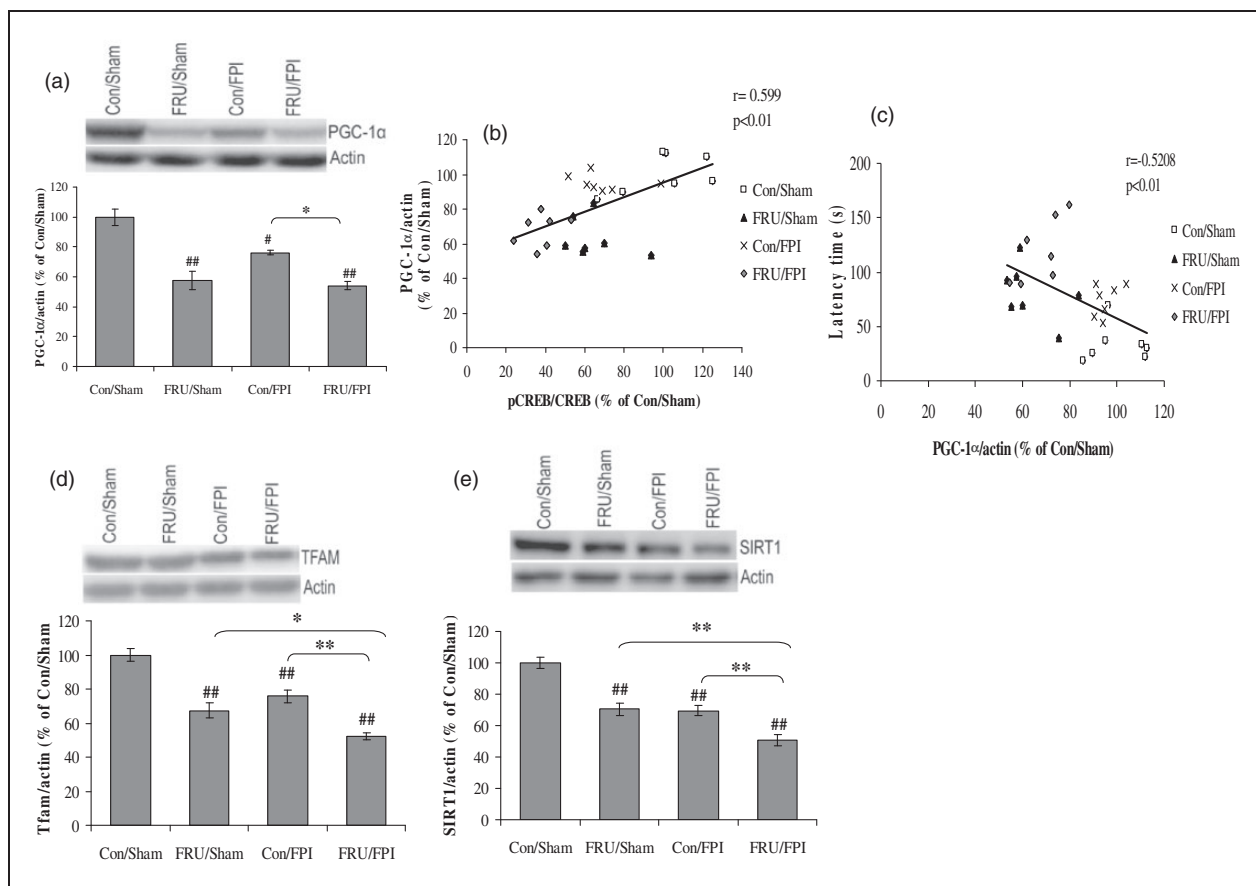 (a)
Con/Sham
FRU/Sham
Con/FPI
FRU/FPI
PGC-1α
Actin
PGC-1α/actin (% of Con/Sham)
120
100
80
60
40
20
0
##
#
*
##
Con/Sham FRU/Sham Con/FPI FRU/FPI
(b)
r= 0.599
p<0.01
PGC-1α/actin
(% of Con/Sham)
140
120
100
80
60
40
20
0
0 20 40 60 80 100 120 140
pCREB/CREB (% of Con/Sham)
Con/Sham
FRU/Sham
Con/FPI
FRU/FPI
(c)
r=-0.5208
p<0.01
Latency time (s)
200
150
100
50
0
0 20 40 60 80 100 120
PGC-1α/actin (% of Con/Sham)
Con/Sham
FRU/Sham
Con/FPI
FRU/FPI
(d)
Con/Sham
FRU/Sham
Con/FPI
FRU/FPI
TFAM
Actin
Tfam/actin (% of Con/Sham
120
100
80
60
40
20
0
*
**
##
##
##
Con/Sham FRU/Sham Con/FPI FRU/FPI
(e)
Con/Sham
FRU/Sham
Con/FPI
FRU/FPI
SIRT1
Actin
SIRT1/actin (% of Con/Sham)
120
100
80
60
40
20
0
**
**
##
##
##
Con/Sham FRU/Sham Con/FPI FRU/FPI